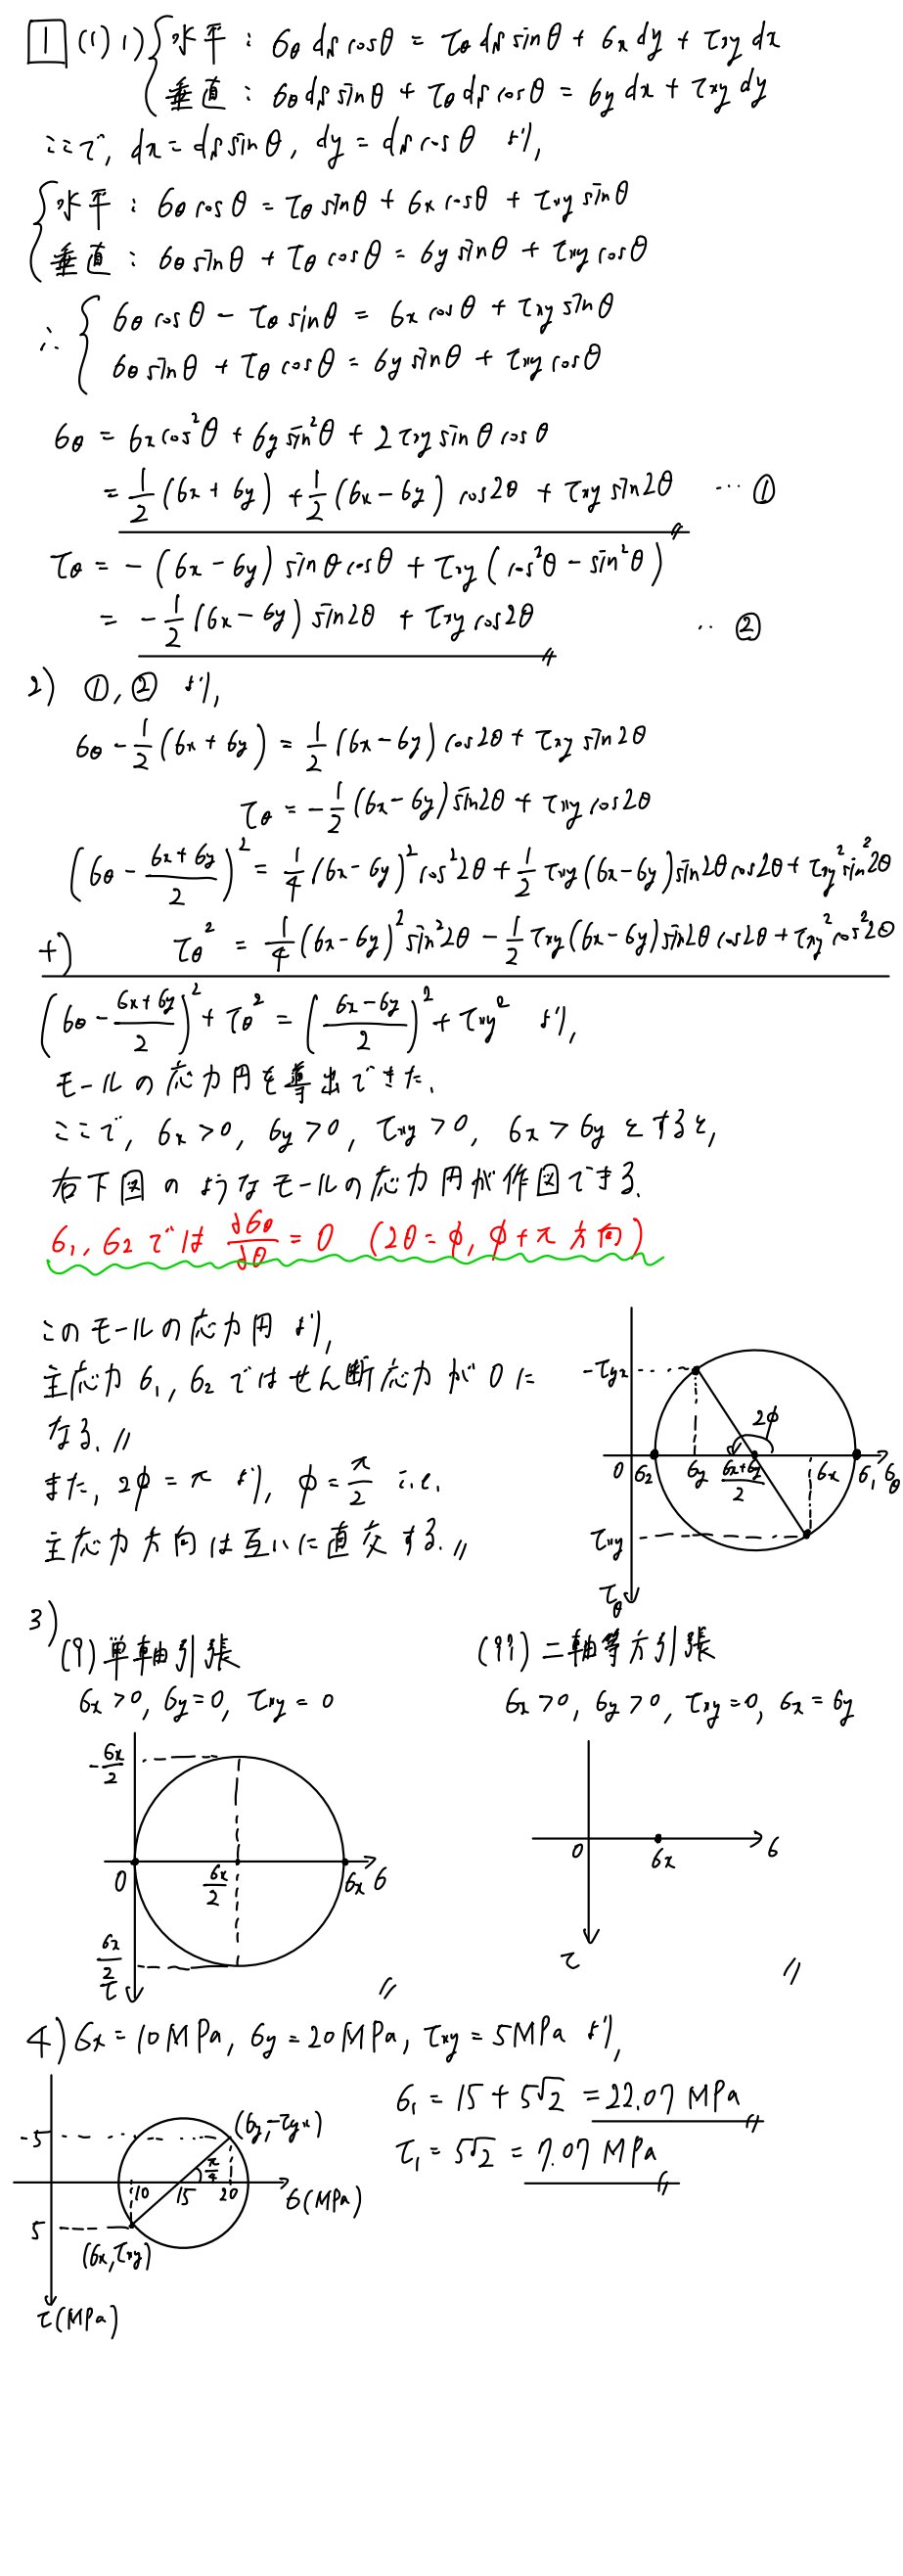 1 (1) 1) 水平 : σθ ds cosθ = τθ ds sinθ + σx dy + τxy dx
垂直 : σθ ds sinθ + τθ ds cosθ = σy dx + τxy dy
ここで, dx = ds sinθ, dy = ds cosθ より,
水平 : σθ cosθ = τθ sinθ + σx cosθ + τxy sinθ
垂直 : σθ sinθ + τθ cosθ = σy sinθ + τxy cosθ
∴ σθ cosθ − τθ sinθ = σx cosθ + τxy sinθ
σθ sinθ + τθ cosθ = σy sinθ + τxy cosθ
σθ = σx cos²θ + σy sin²θ + 2τxy sinθ cosθ
= 1/2 (σx + σy) + 1/2 (σx − σy) cos2θ + τxy sin2θ … ①
τθ = − (σx − σy) sinθ cosθ + τxy (cos²θ − sin²θ)
= − 1/2 (σx − σy) sin2θ + τxy cos2θ ‥ ②
2) ①, ② より,
σθ − 1/2 (σx + σy) = 1/2 (σx − σy) cos2θ + τxy sin2θ
τθ = − 1/2 (σx − σy) sin2θ + τxy cos2θ
(σθ − (σx + σy)/2)² = 1/4 (σx − σy)² cos²2θ + 1/2 τxy (σx − σy) sin2θ cos2θ + τxy² sin²2θ
+) τθ² = 1/4 (σx − σy)² sin²2θ − 1/2 τxy (σx − σy) sin2θ cos2θ + τxy² cos²2θ
(σθ − (σx + σy)/2)² + τθ² = ((σx − σy)/2)² + τxy² より,
モールの応力円を導出できた.
ここで, σx > 0, σy > 0, τxy > 0, σx > σy とすると,
右下図のようなモールの応力円が作図できる.
σ1, σ2 では dσθ/dθ = 0 (2θ = φ, φ + π 方向)
このモールの応力円より,
主応力 σ1, σ2 ではせん断応力が 0 に
なる. //
また, 2φ = π より, φ = π/2 i.e.
主応力方向は互いに直交する. //
−τyx
2φ
0 σ2 σy (σx+σy)/2 σx σ1 σθ
τxy
τθ
3)
(i) 単軸引張
σx > 0, σy = 0, τxy = 0
−σx/2
0 σx/2 σx σ
σx/2
τ
//
(ii) 二軸等方引張
σx > 0, σy > 0, τxy = 0, σx = σy
0 σx σ
τ
//
4) σx = 10 MPa, σy = 20 MPa, τxy = 5 MPa より,
σ1 = 15 + 5√2 = 22.07 MPa
τ1 = 5√2 = 7.07 MPa
−5 (σy, −τyx)
π/4
10 15 20 σ(MPa)
5
(σx, τxy)
τ(MPa)